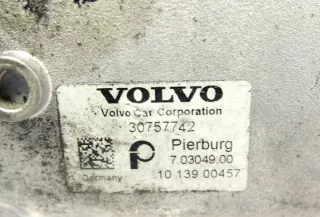 VOLVO
Volvo Car Corporation
30757742
Pierburg
7.03049.00
Germany
10 139 00457